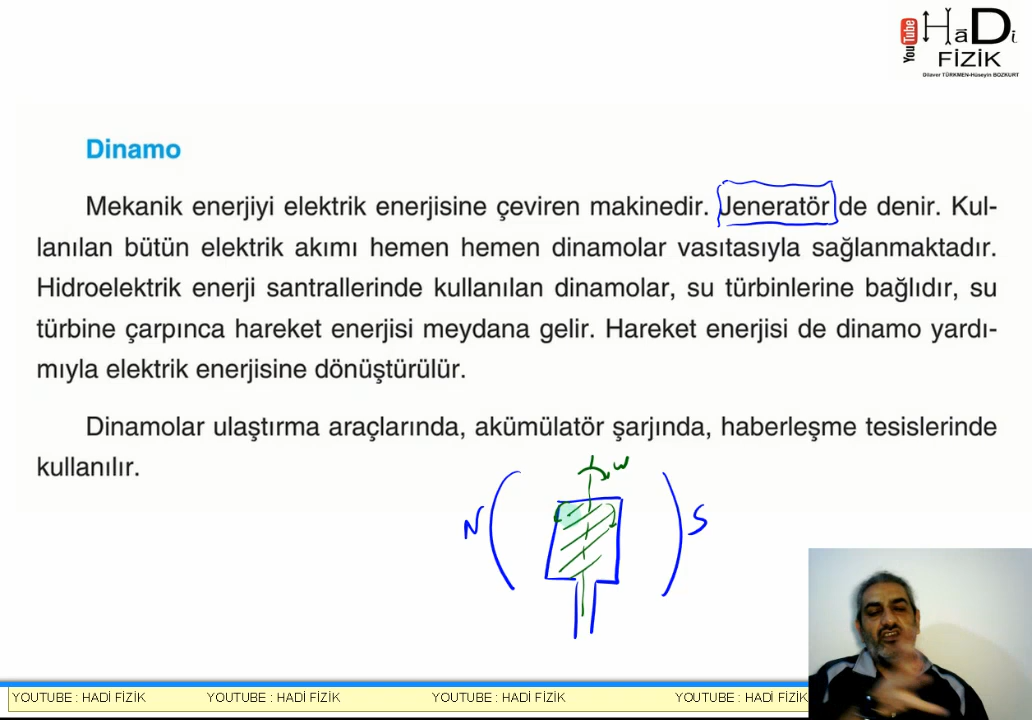 YouTube HaDi
FİZİK
Dilaver TÜRKMEN-Hüseyin BOZKURT
Dinamo
Mekanik enerjiyi elektrik enerjisine çeviren makinedir. Jeneratör de denir. Kul-
lanılan bütün elektrik akımı hemen hemen dinamolar vasıtasıyla sağlanmaktadır.
Hidroelektrik enerji santrallerinde kullanılan dinamolar, su türbinlerine bağlıdır, su
türbine çarpınca hareket enerjisi meydana gelir. Hareket enerjisi de dinamo yardı-
mıyla elektrik enerjisine dönüştürülür.
Dinamolar ulaştırma araçlarında, akümülatör şarjında, haberleşme tesislerinde
kullanılır.
w
N S
YOUTUBE : HADİ FİZİK YOUTUBE : HADİ FİZİK YOUTUBE : HADİ FİZİK YOUTUBE : HADİ FİZİK